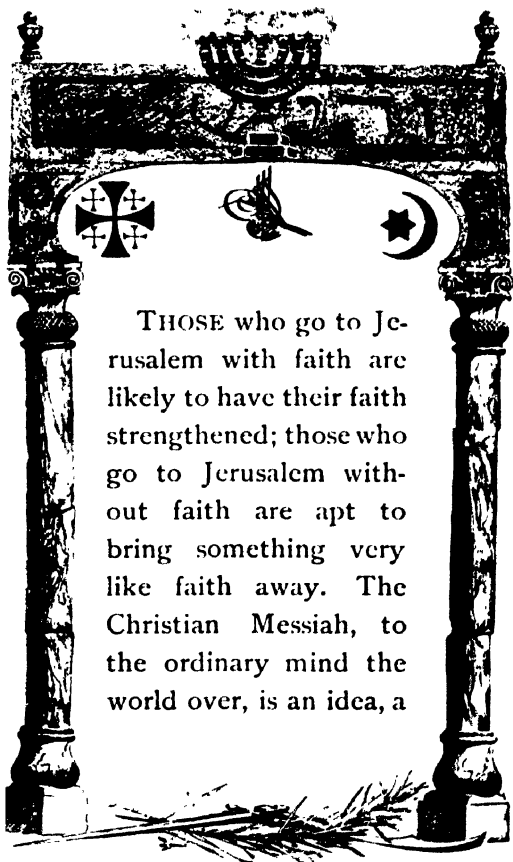 THOSE who go to Je-
rusalem with faith are
likely to have their faith
strengthened; those who
go to Jerusalem with-
out faith are apt to
bring something very
like faith away. The
Christian Messiah, to
the ordinary mind the
world over, is an idea, a